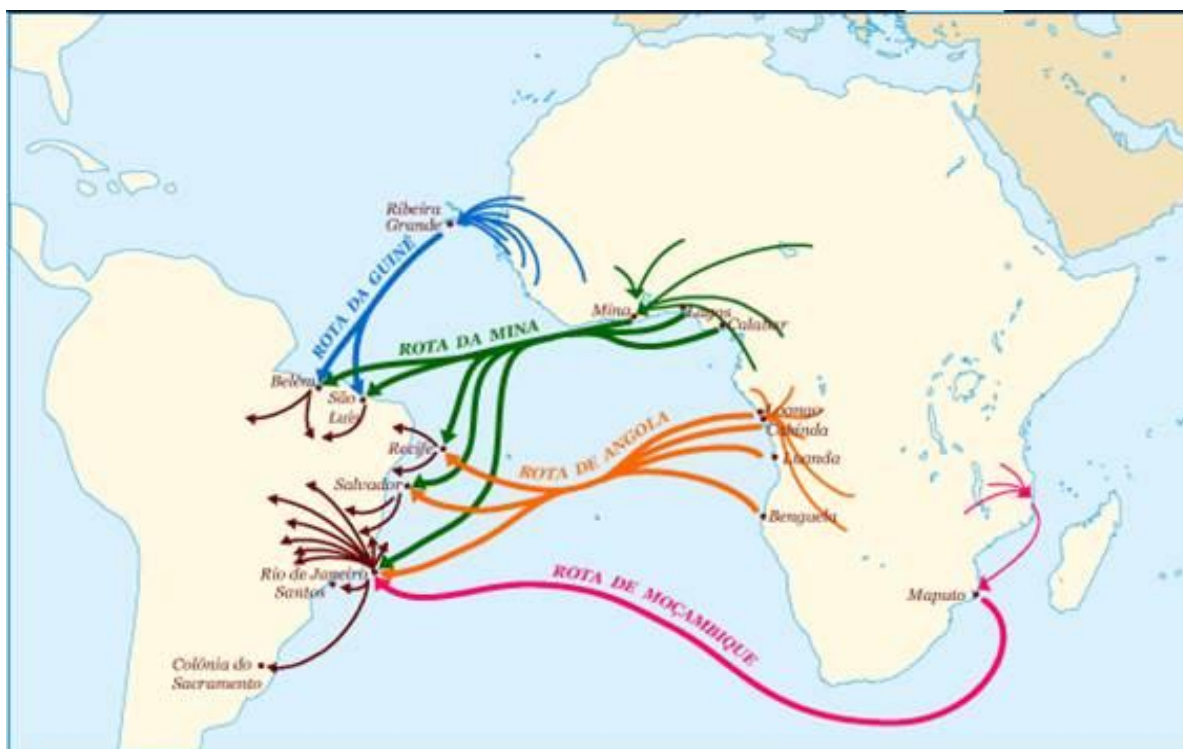 Ribeira
Grande
ROTA DA GUINÉ
Mina
Lagos
Calabar
ROTA DA MINA
Belém
São
Luís
Loango
Cabinda
Recife
ROTA DE ANGOLA
Luanda
Salvador
Benguela
Rio de Janeiro
Santos
ROTA DE MOÇAMBIQUE
Maputo
Colônia do
Sacramento